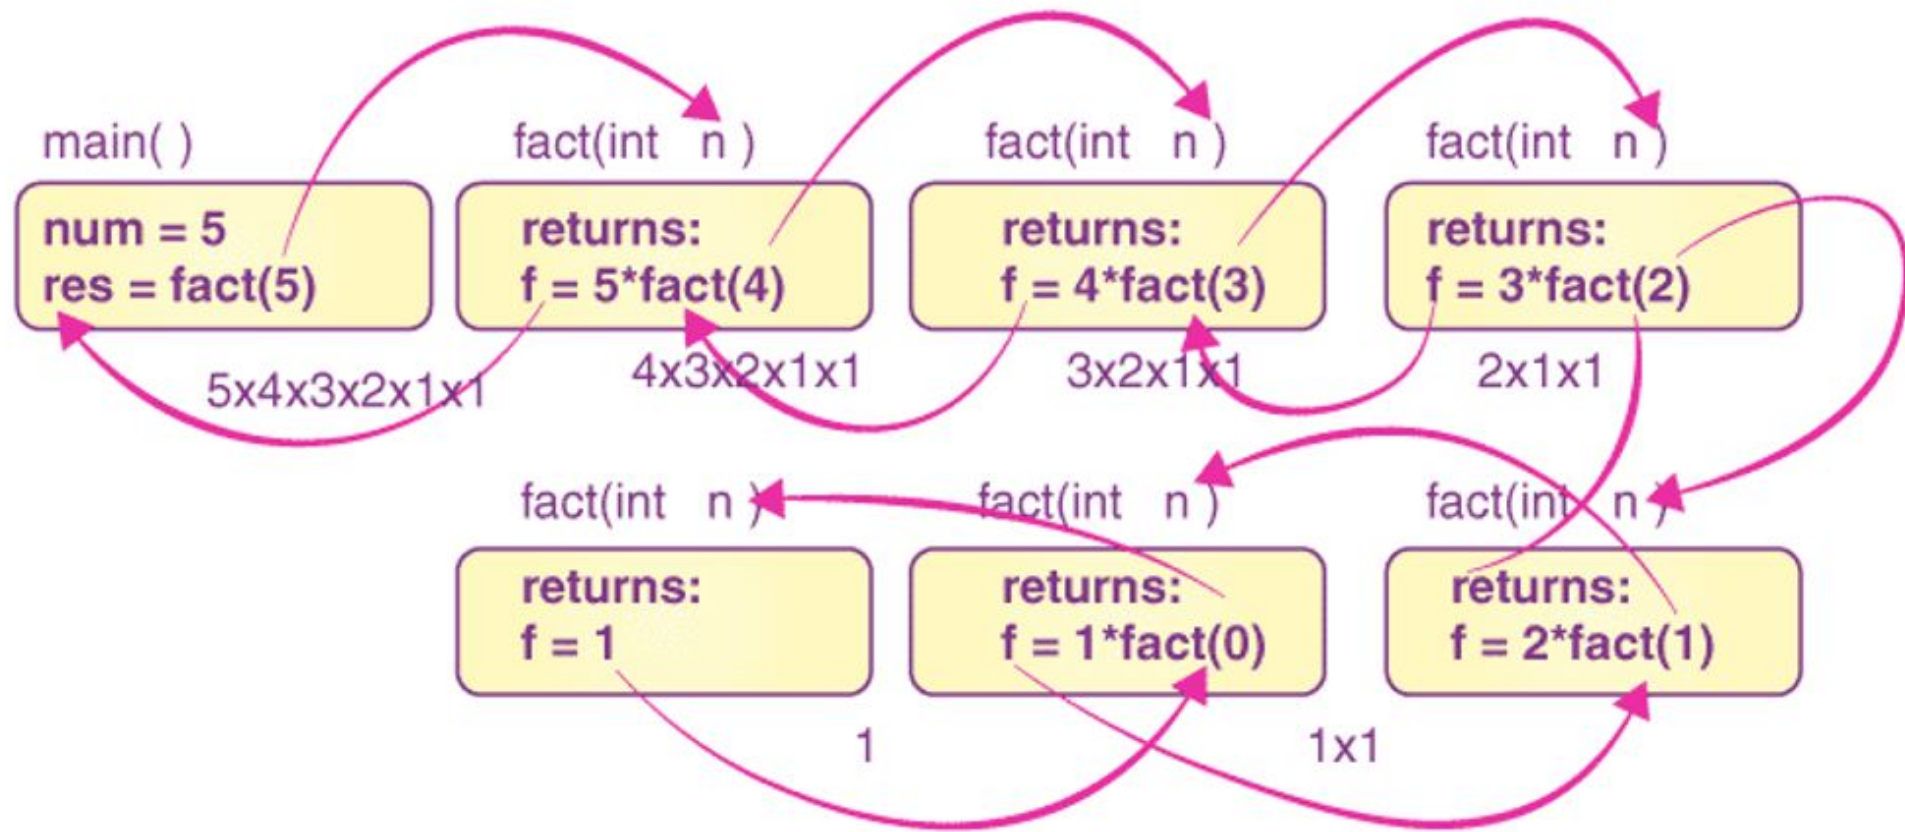 main( )
fact(int n )
fact(int n )
fact(int n )
num = 5
res = fact(5)
returns:
f = 5*fact(4)
returns:
f = 4*fact(3)
returns:
f = 3*fact(2)
5x4x3x2x1x1
4x3x2x1x1
3x2x1x1
2x1x1
fact(int n )
fact(int n )
fact(int n )
returns:
f = 1
returns:
f = 1*fact(0)
returns:
f = 2*fact(1)
1
1x1